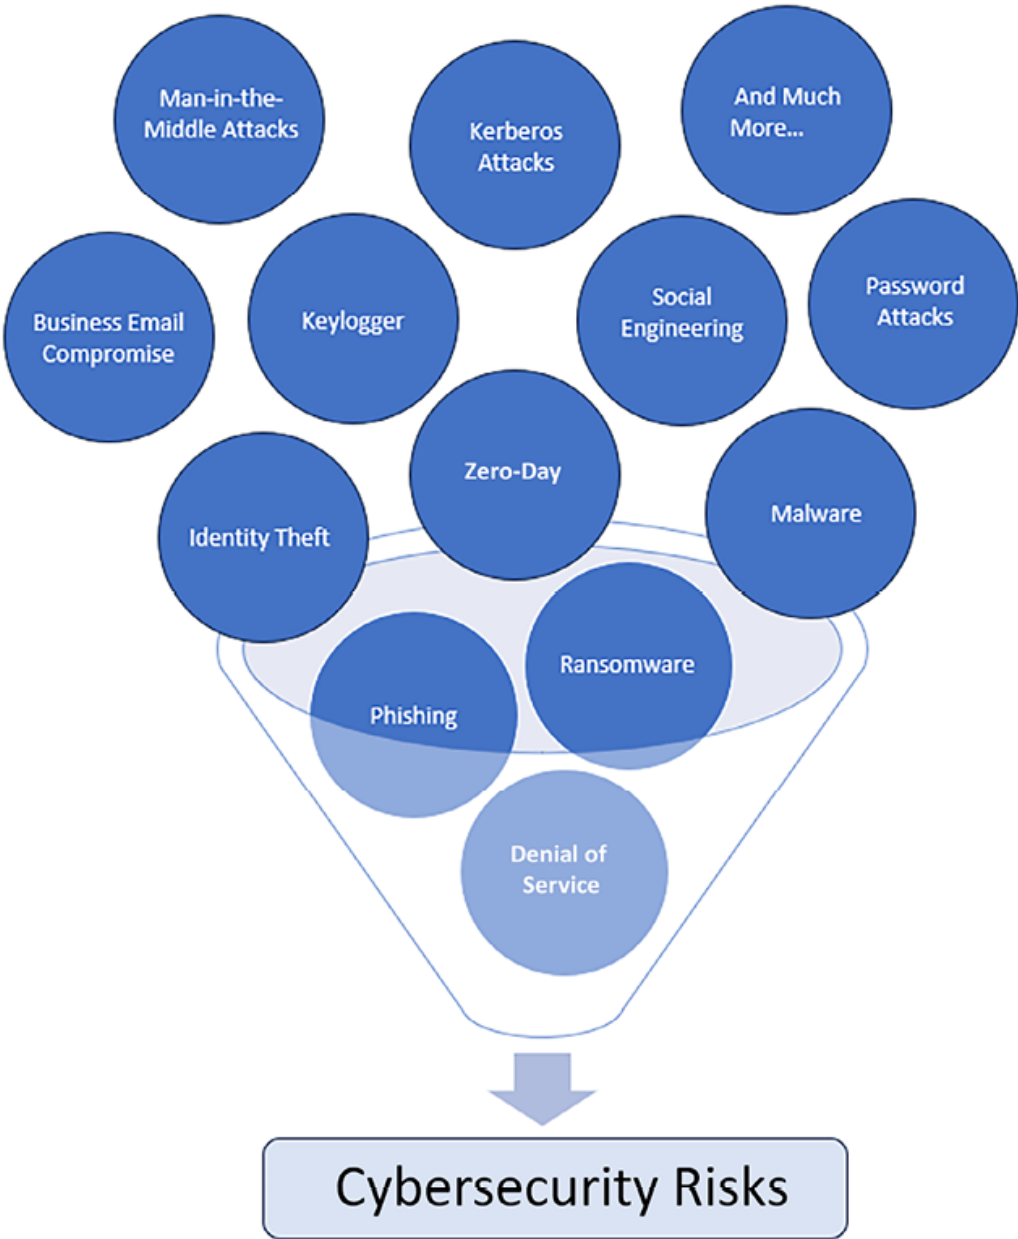 Man-in-the-
Middle Attacks
Kerberos
Attacks
And Much
More...
Business Email
Compromise
Keylogger
Social
Engineering
Password
Attacks
Identity Theft
Zero-Day
Malware
Phishing
Ransomware
Denial of
Service
Cybersecurity Risks